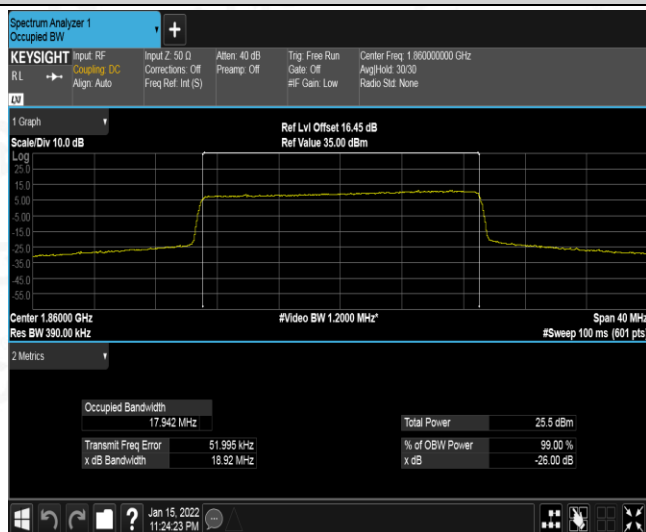 Spectrum Analyzer 1
Occupied BW
+
KEYSIGHT
RL
LXI
Input: RF
Coupling: DC
Align: Auto
Input Z: 50 Ω
Corrections: Off
Freq Ref: Int (S)
Atten: 40 dB
Preamp: Off
Trig: Free Run
Gate: Off
#IF Gain: Low
Center Freq: 1.860000000 GHz
Avg|Hold: 30/30
Radio Std: None
1 Graph
Scale/Div 10.0 dB
Ref Lvl Offset 16.45 dB
Ref Value 35.00 dBm
Log
25.0
15.0
5.00
-5.00
-15.0
-25.0
-35.0
-45.0
-55.0
Center 1.86000 GHz
#Video BW 1.2000 MHz*
Span 40 MHz
Res BW 390.00 kHz
#Sweep 100 ms (601 pts)
2 Metrics
Occupied Bandwidth
17.942 MHz
Total Power 25.5 dBm
Transmit Freq Error 51.995 kHz
% of OBW Power 99.00 %
x dB Bandwidth 18.92 MHz
x dB -26.00 dB
?
Jan 15, 2022
11:24:23 PM